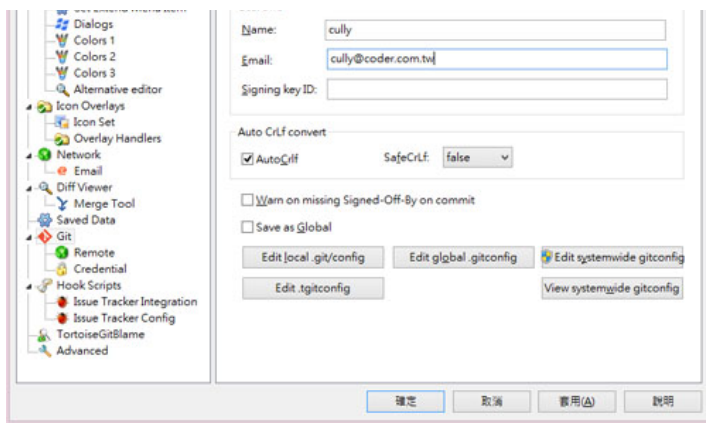 Dialogs
Colors 1
Colors 2
Colors 3
Alternative editor
Icon Overlays
Icon Set
Overlay Handlers
Network
Email
Diff Viewer
Merge Tool
Saved Data
Git
Remote
Credential
Hook Scripts
Issue Tracker Integration
Issue Tracker Config
TortoiseGitBlame
Advanced
Name: cully
Email: cully@coder.com.tw
Signing key ID:
Auto CrLf convert
AutoCrlf SafeCrLf: false
Warn on missing Signed-Off-By on commit
Save as Global
Edit local .git/config Edit global .gitconfig Edit systemwide gitconfig
Edit .tgitconfig View systemwide gitconfig
確定 取消 套用(A) 說明